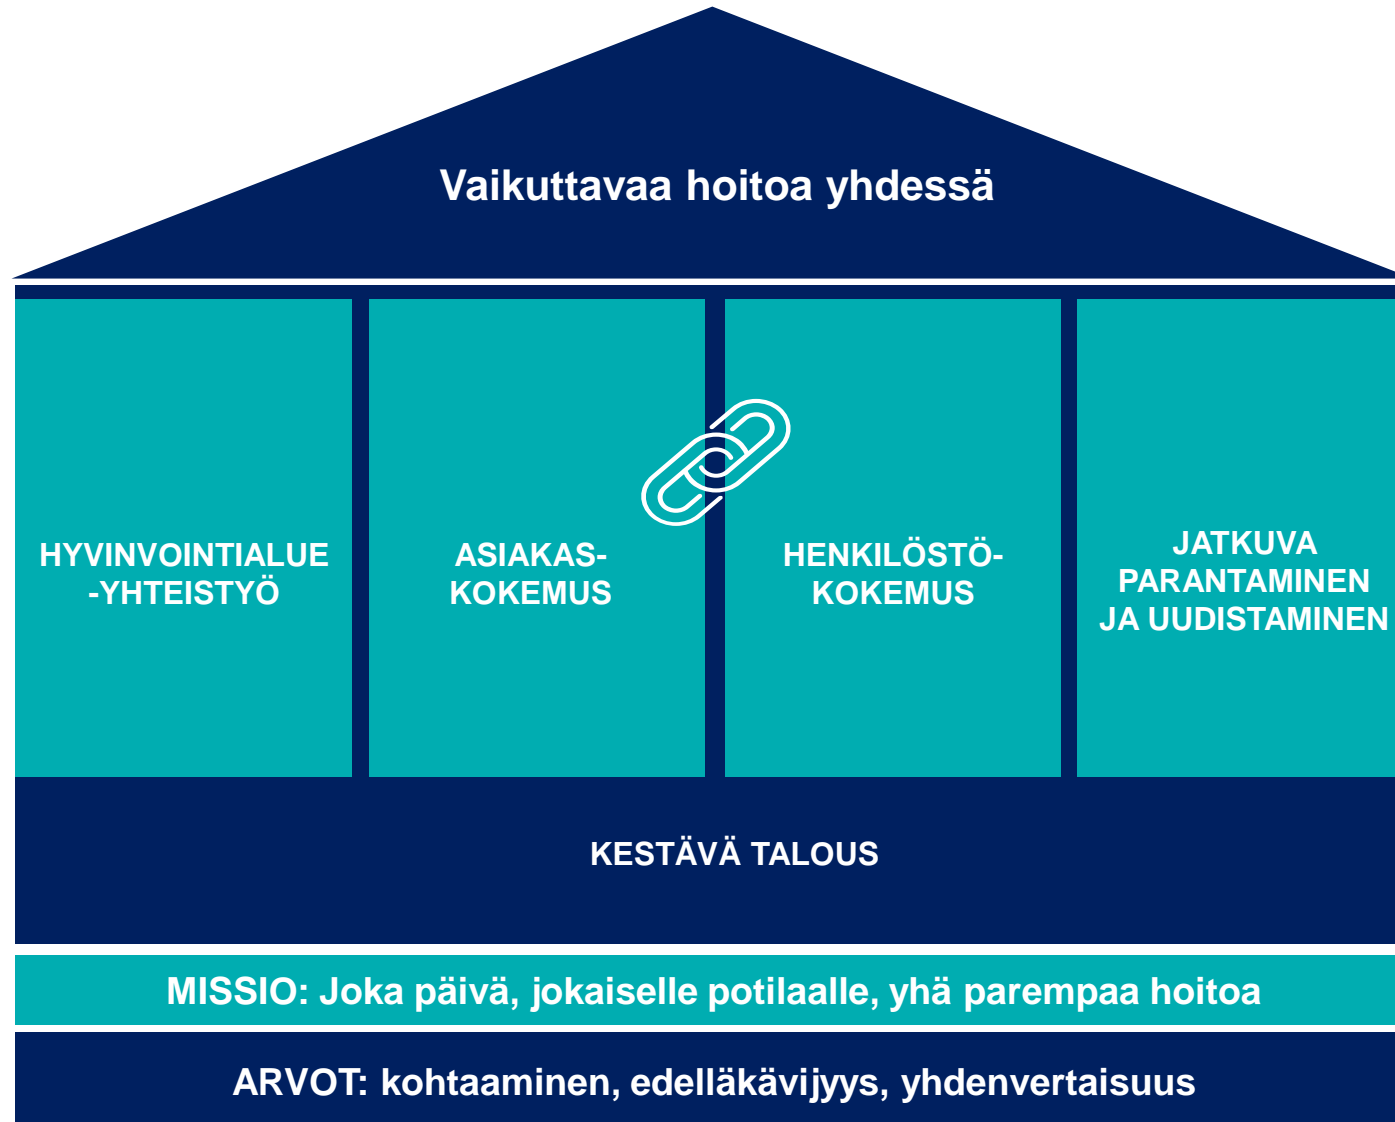 Vaikuttavaa hoitoa yhdessä
HYVINVOINTIALUE
-YHTEISTYÖ
ASIAKAS-
KOKEMUS
HENKILÖSTÖ-
KOKEMUS
JATKUVA
PARANTAMINEN
JA UUDISTAMINEN
KESTÄVÄ TALOUS
MISSIO: Joka päivä, jokaiselle potilaalle, yhä parempaa hoitoa
ARVOT: kohtaaminen, edelläkävijyys, yhdenvertaisuus